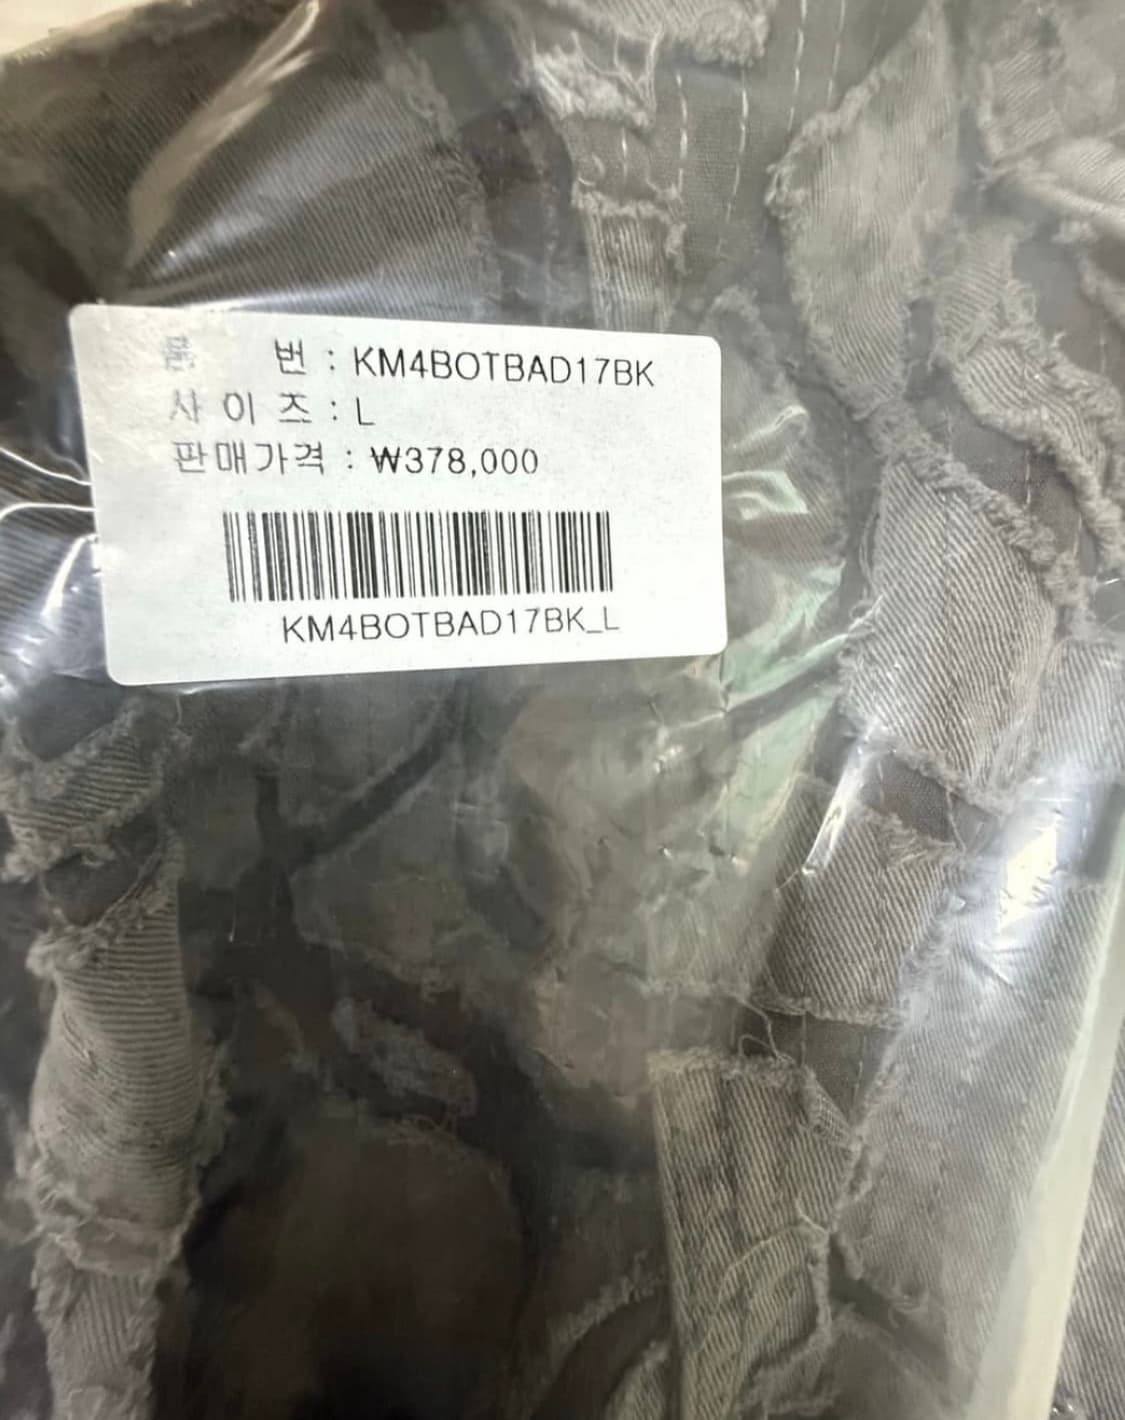 품 번 : KM4BOTBAD17BK
사 이 즈 : L
판매가격 : ₩378,000
KM4BOTBAD17BK_L